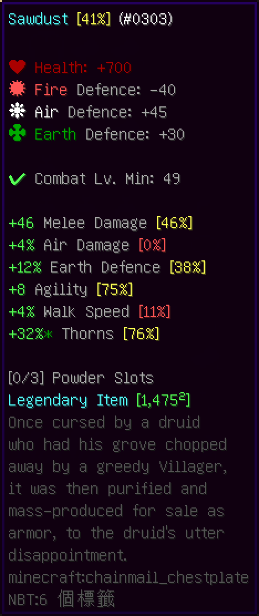 Sawdust [41%] (#0303)
Health: +700
Fire Defence: -40
Air Defence: +45
Earth Defence: +30
Combat Lv. Min: 49
+46 Melee Damage [46%]
+4% Air Damage [0%]
+12% Earth Defence [38%]
+8 Agility [75%]
+4% Walk Speed [11%]
+32%* Thorns [76%]
[0/3] Powder Slots
Legendary Item [1,475²]
Once cursed by a druid
who had his grove chopped
away by a greedy Villager,
it was then purified and
mass-produced for sale as
armor, to the druid's utter
disappointment.
minecraft:chainmail_chestplate
NBT:6 個標籤